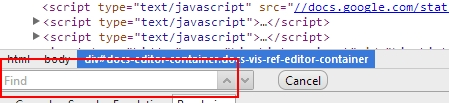 <script type="text/javascript" src="//docs.google.com/stat
<script type="text/javascript">…</script>
<script type="text/javascript">…</script>
html body div#docs-editor-container.docs-vis-ref-editor-container
Find Cancel